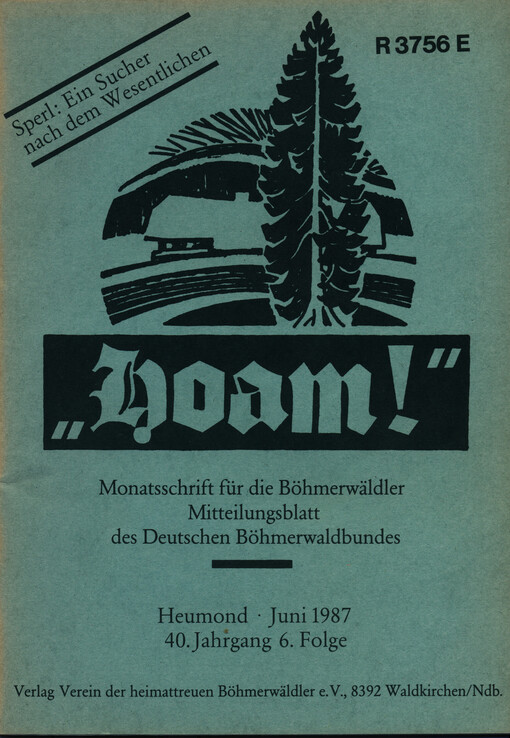 Sperl: Ein Sucher
nach dem Wesentlichen
R 3756 E
„Hoam!“
Monatsschrift für die Böhmerwäldler
Mitteilungsblatt
des Deutschen Böhmerwaldbundes
Heumond · Juni 1987
40. Jahrgang 6. Folge
Verlag Verein der heimattreuen Böhmerwäldler e.V., 8392 Waldkirchen/Ndb.